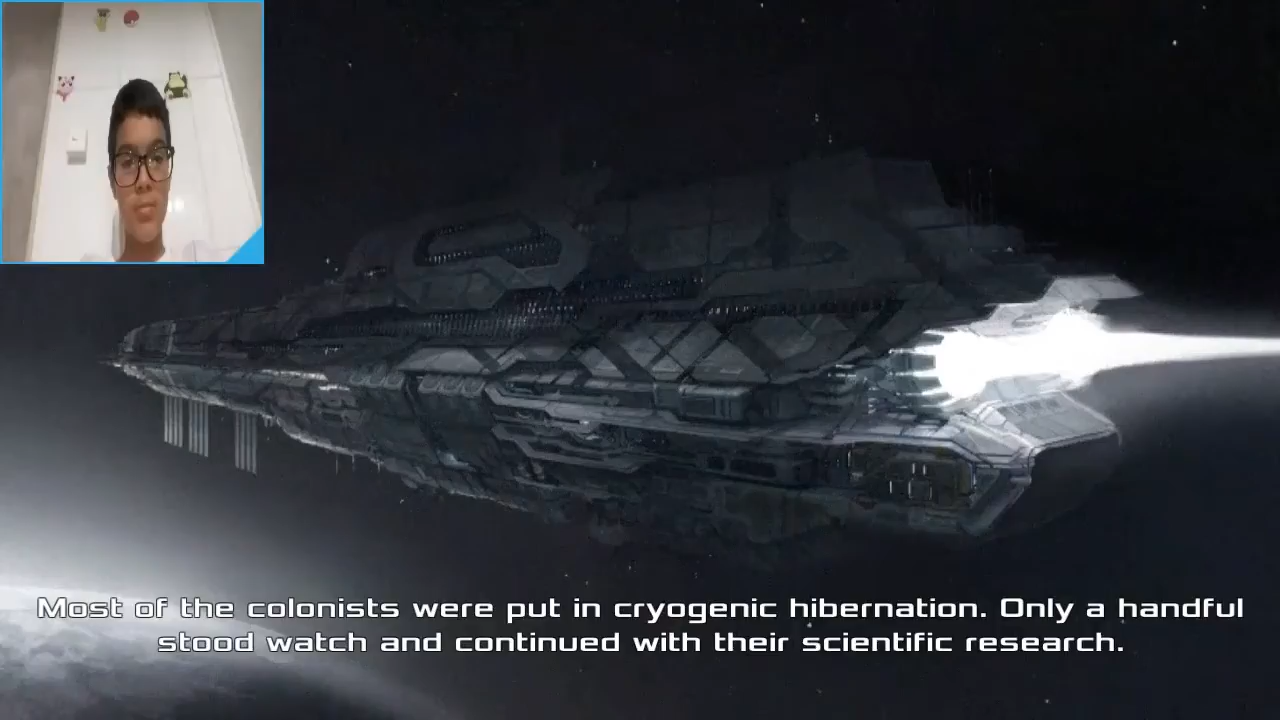 Most of the colonists were put in cryogenic hibernation. Only a handful
stood watch and continued with their scientific research.